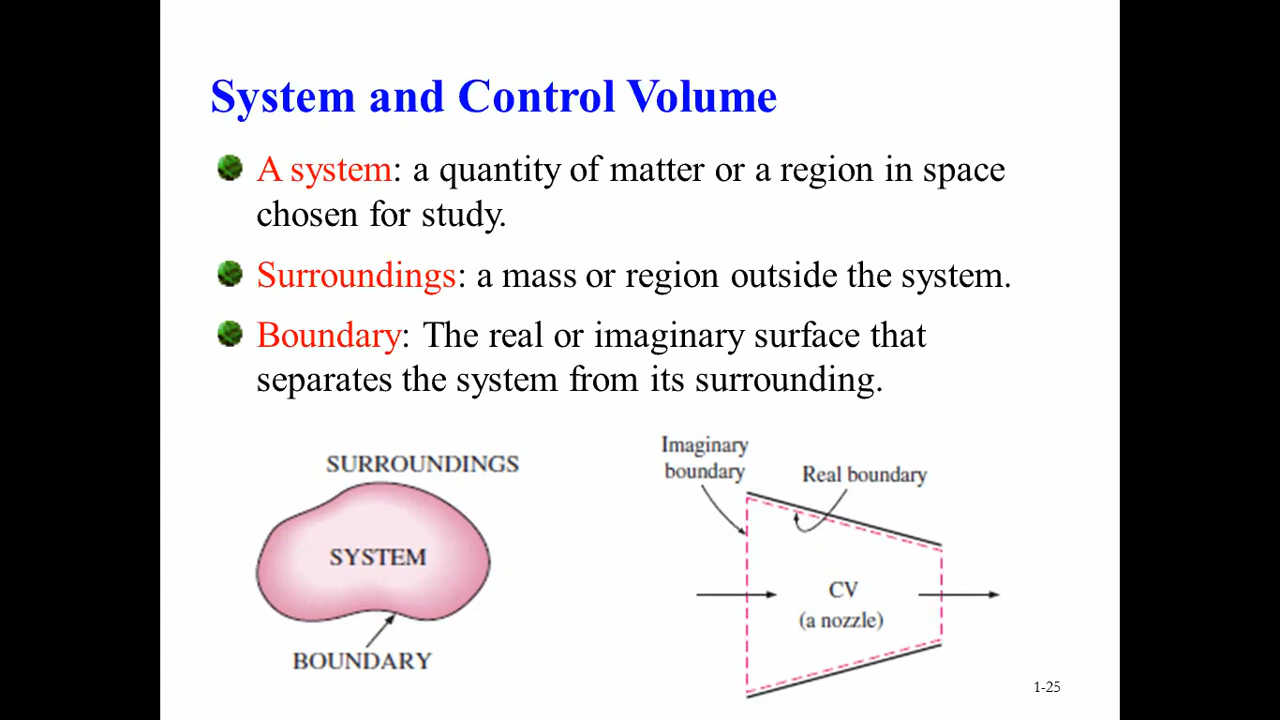 System and Control Volume
A system: a quantity of matter or a region in space
chosen for study.
Surroundings: a mass or region outside the system.
Boundary: The real or imaginary surface that
separates the system from its surrounding.
SURROUNDINGS
SYSTEM
BOUNDARY
Imaginary
boundary
Real boundary
CV
(a nozzle)
1-25